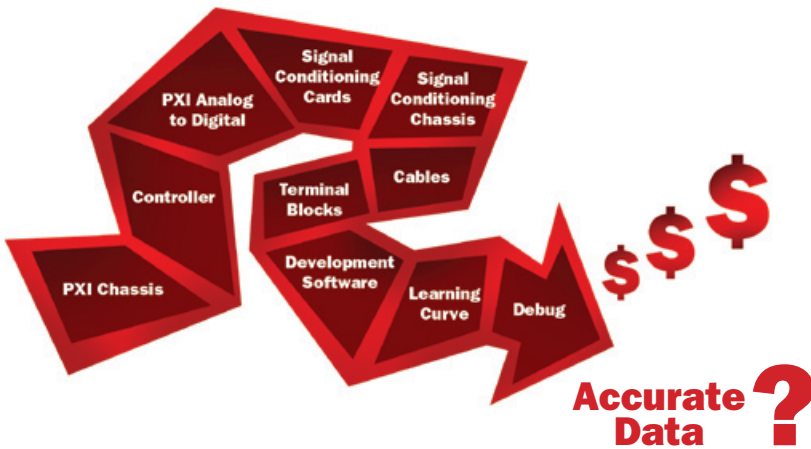 PXI Chassis
Controller
PXI Analog
to Digital
Signal
Conditioning
Cards
Signal
Conditioning
Chassis
Cables
Terminal
Blocks
Development
Software
Learning
Curve
Debug
$ $ $
Accurate
Data ?